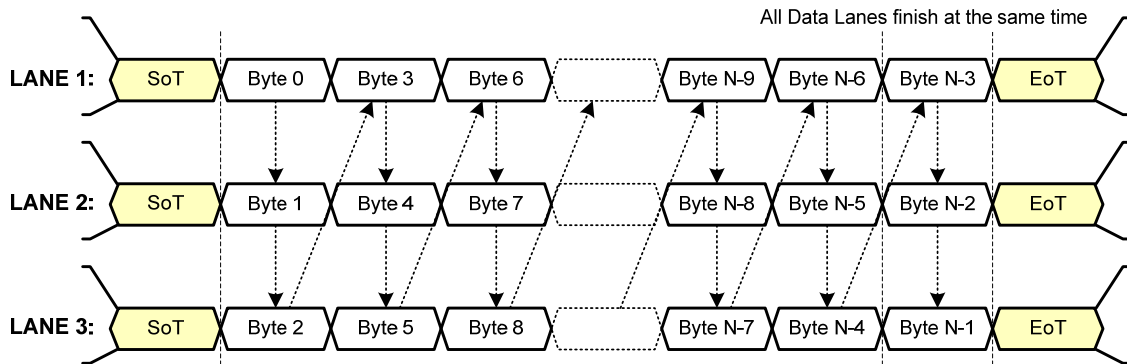 All Data Lanes finish at the same time
LANE 1: SoT Byte 0 Byte 3 Byte 6 Byte N-9 Byte N-6 Byte N-3 EoT
LANE 2: SoT Byte 1 Byte 4 Byte 7 Byte N-8 Byte N-5 Byte N-2 EoT
LANE 3: SoT Byte 2 Byte 5 Byte 8 Byte N-7 Byte N-4 Byte N-1 EoT